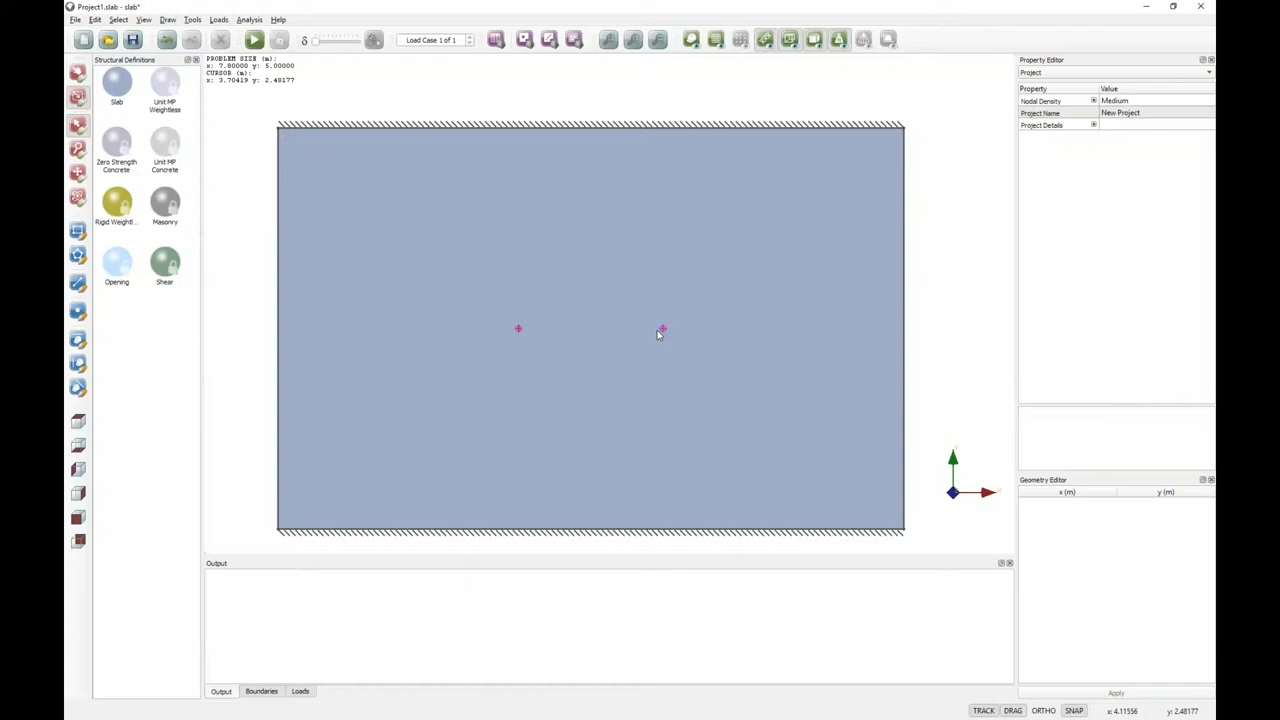 Project1.slab - slab*
File Edit Select View Draw Tools Loads Analysis Help
δ
Load Case 1 of 1
Structural Definitions
Slab
Unit MP Weightless
Zero Strength Concrete
Unit MP Concrete
Rigid Weightl...
Masonry
Opening
Shear
PROBLEM SIZE (m):
x: 7.80000 y: 5.00000
CURSOR (m):
x: 3.70419 y: 2.48177
Y
X
Output
Output Boundaries Loads
Property Editor
Project
Property Value
Nodal Density Medium
Project Name New Project
Project Details
Geometry Editor
x (m) y (m)
Apply
TRACK DRAG ORTHO SNAP x: 4.11556 y: 2.48177